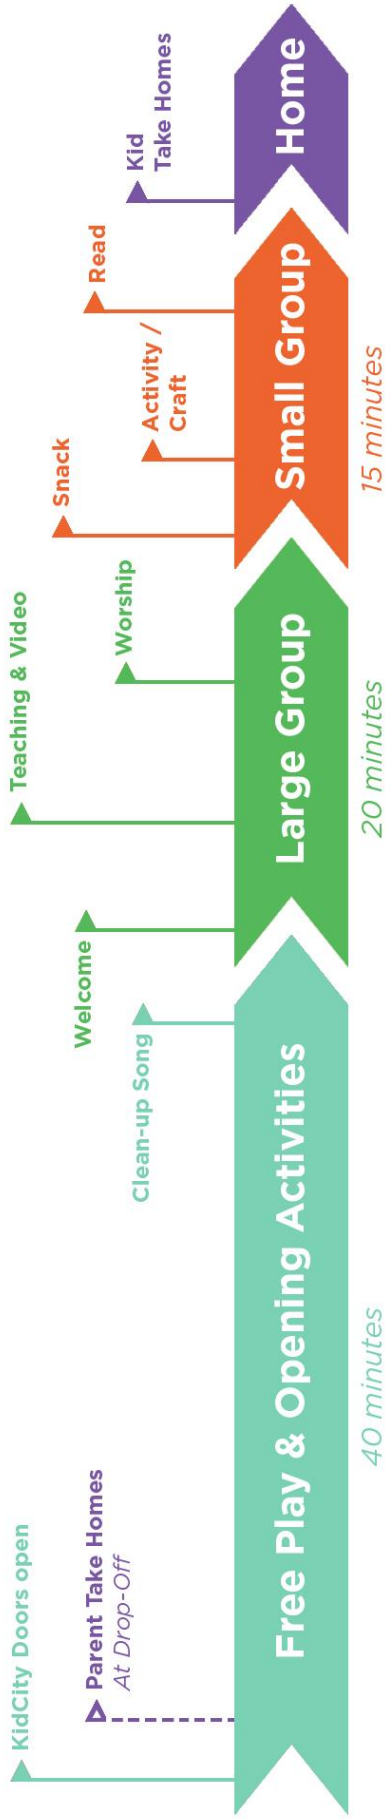 KidCity Doors open
Parent Take Homes
At Drop-Off
Clean-up Song
Free Play & Opening Activities
40 minutes
Welcome
Teaching & Video
Worship
Large Group
20 minutes
Snack
Activity /
Craft
Read
Small Group
15 minutes
Kid
Take Homes
Home